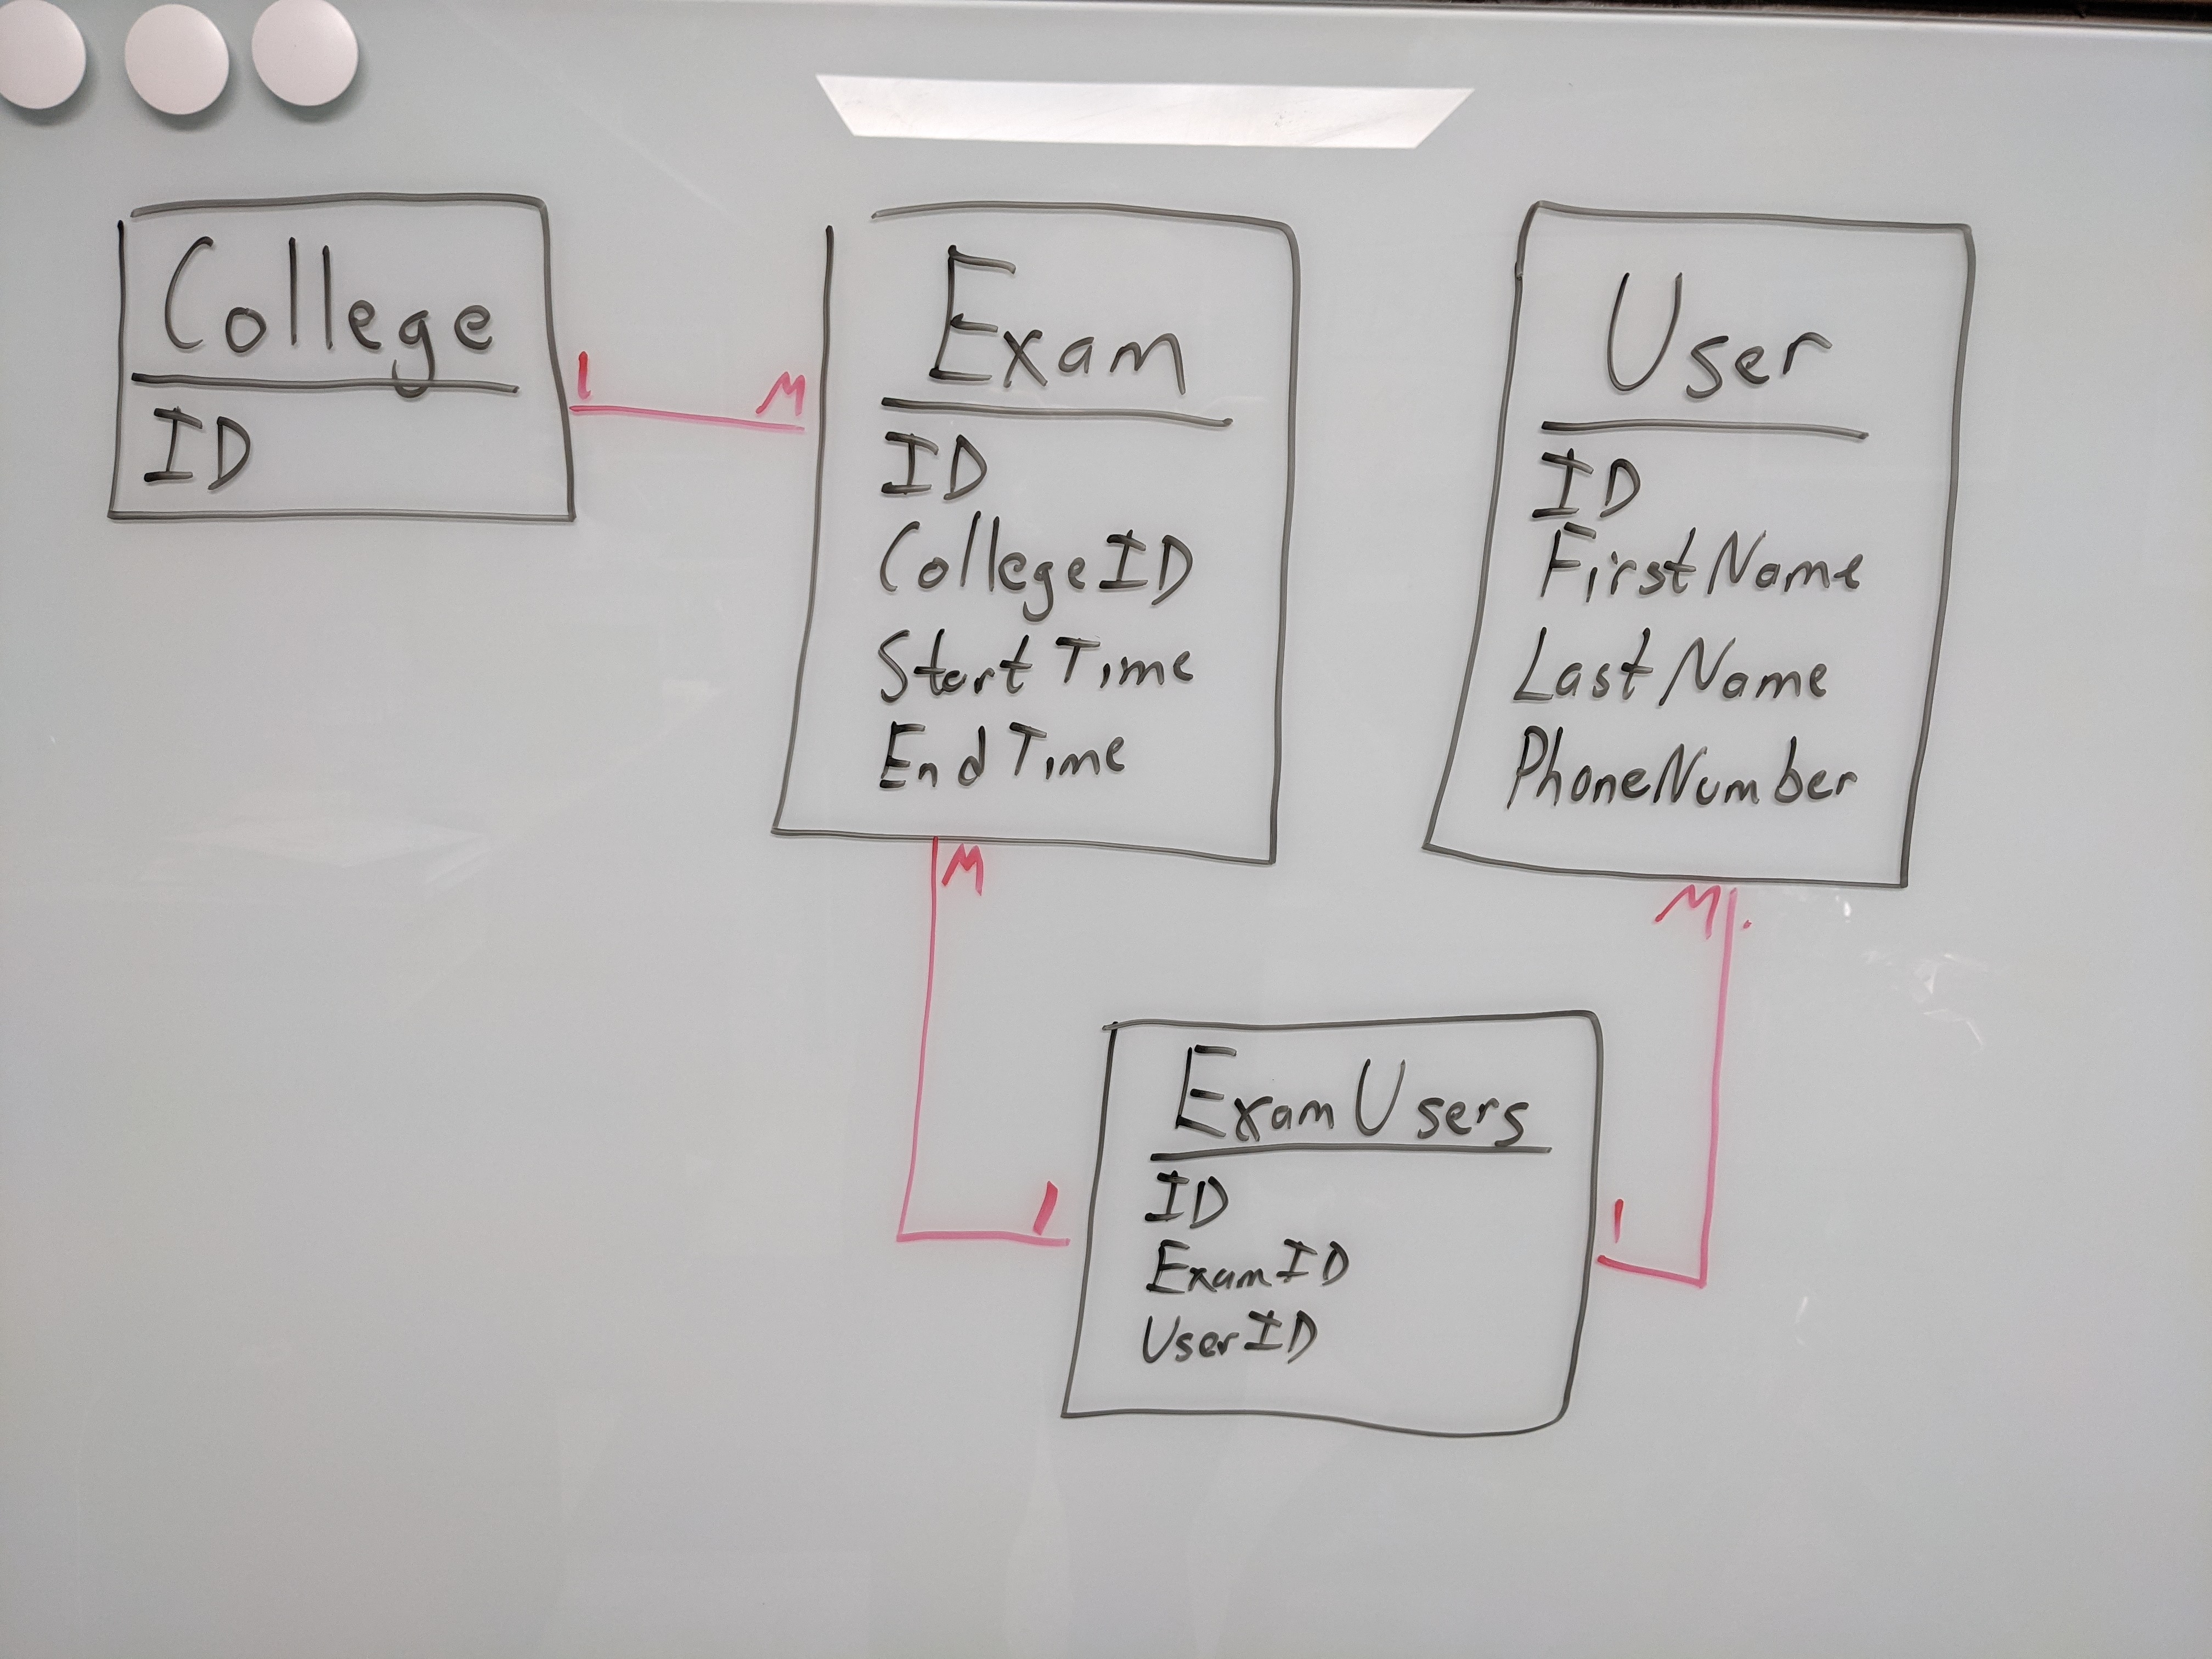 College
ID
1
M
Exam
ID
CollegeID
StartTime
EndTime
User
ID
FirstName
LastName
PhoneNumber
M
1
M
1
ExamUsers
ID
ExamID
UserID